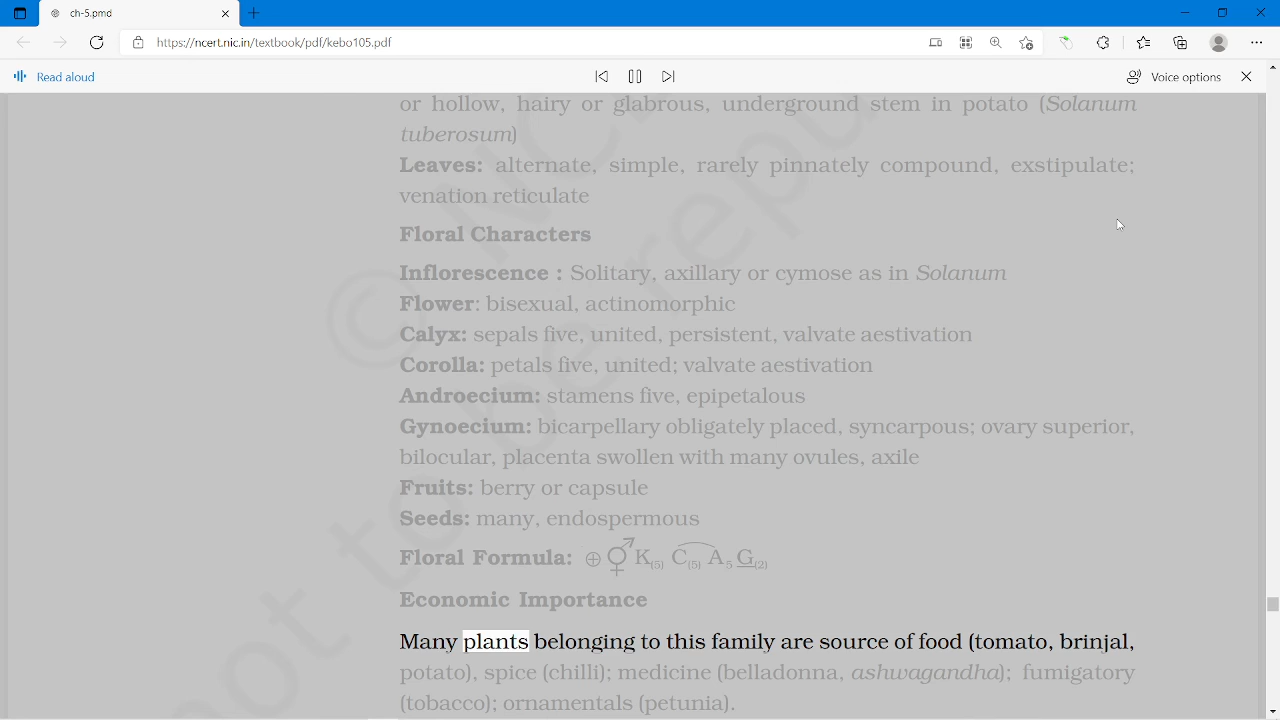 ch-5.pmd
https://ncert.nic.in/textbook/pdf/kebo105.pdf
Read aloud
Voice options
or hollow, hairy or glabrous, underground stem in potato (Solanum
tuberosum)
Leaves: alternate, simple, rarely pinnately compound, exstipulate;
venation reticulate
Floral Characters
Inflorescence : Solitary, axillary or cymose as in Solanum
Flower: bisexual, actinomorphic
Calyx: sepals five, united, persistent, valvate aestivation
Corolla: petals five, united; valvate aestivation
Androecium: stamens five, epipetalous
Gynoecium: bicarpellary obligately placed, syncarpous; ovary superior,
bilocular, placenta swollen with many ovules, axile
Fruits: berry or capsule
Seeds: many, endospermous
Floral Formula: ⊕ ⚥ K(5) C(5) A5 G(2)
Economic Importance
Many plants belonging to this family are source of food (tomato, brinjal,
potato), spice (chilli); medicine (belladonna, ashwagandha); fumigatory
(tobacco); ornamentals (petunia).